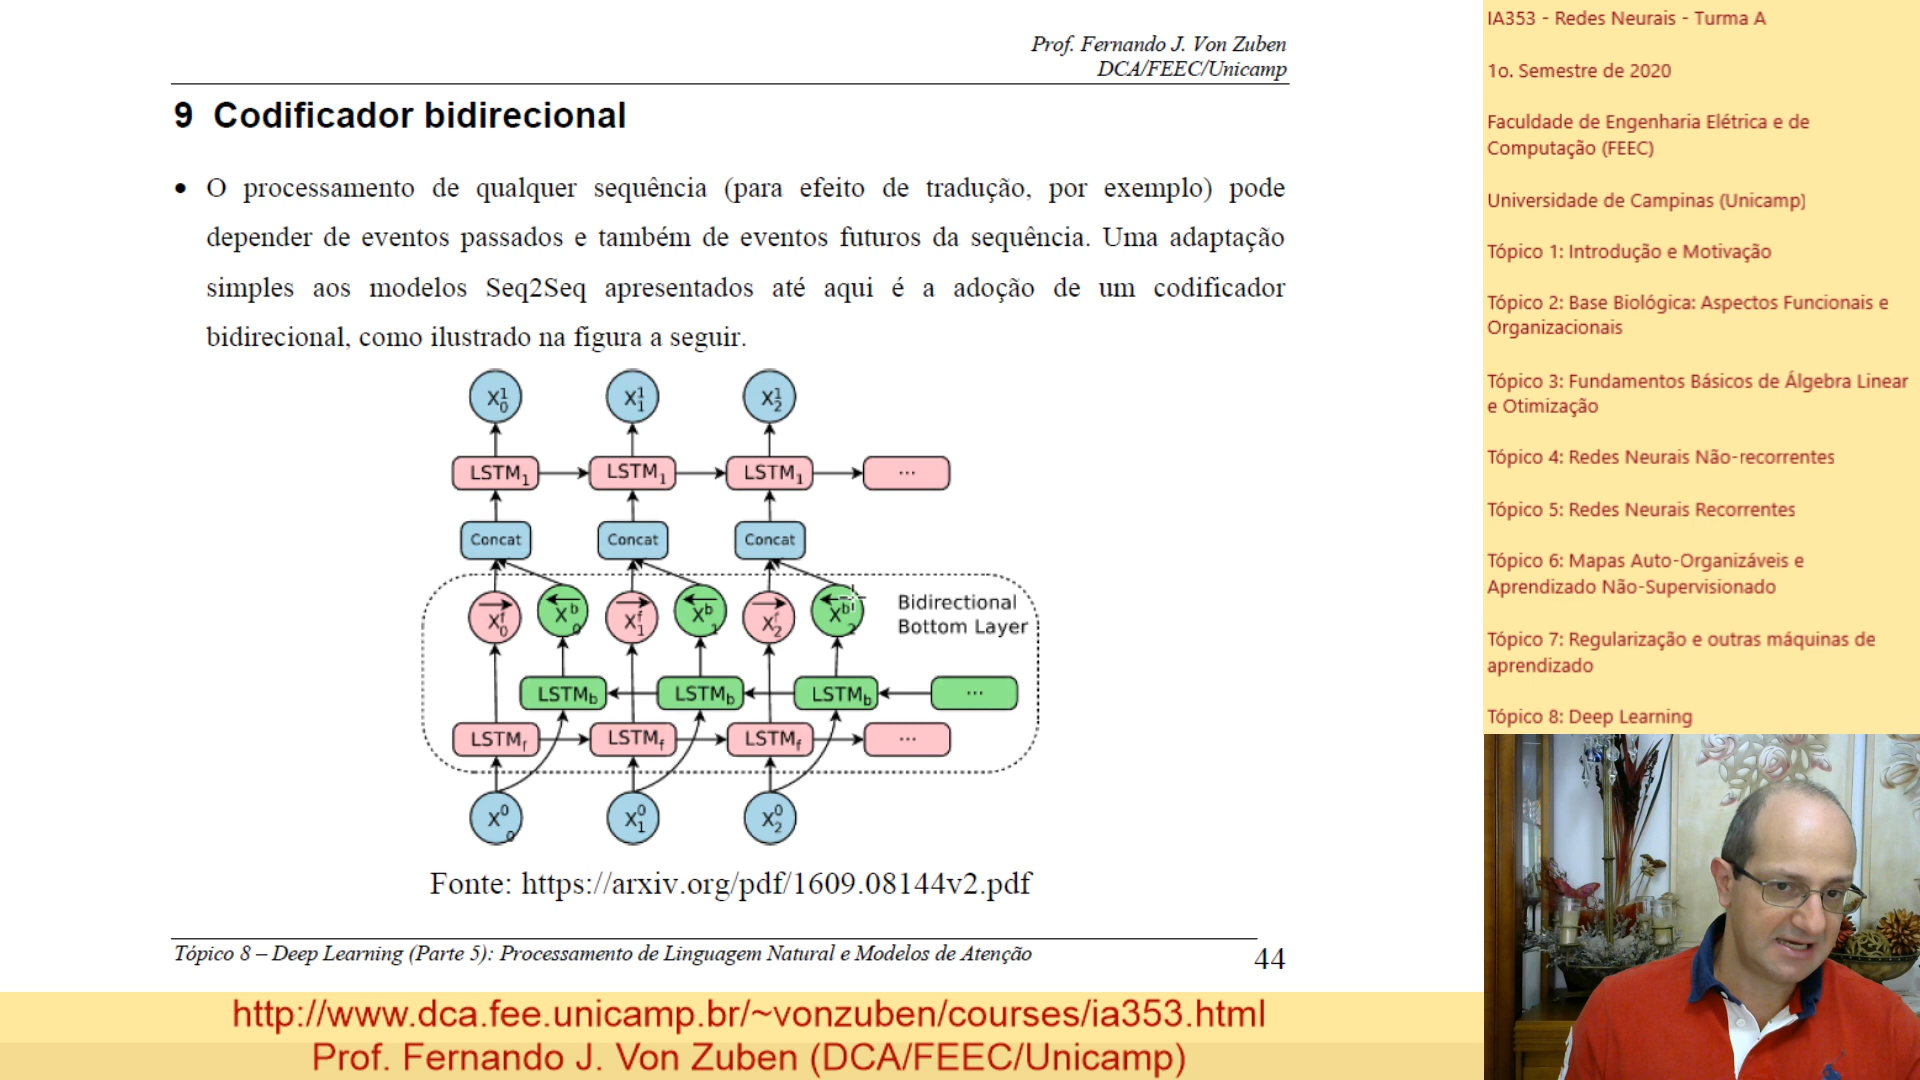 Prof. Fernando J. Von Zuben
DCA/FEEC/Unicamp
9 Codificador bidirecional
• O processamento de qualquer sequência (para efeito de tradução, por exemplo) pode
depender de eventos passados e também de eventos futuros da sequência. Uma adaptação
simples aos modelos Seq2Seq apresentados até aqui é a adoção de um codificador
bidirecional, como ilustrado na figura a seguir.
X¹₀ X¹₁ X¹₂
LSTM₁ LSTM₁ LSTM₁ ...
Concat Concat Concat
Xᶠ₀ Xᵇ₀ Xᶠ₁ Xᵇ₁ Xᶠ₂ Xᵇ₂
Bidirectional
Bottom Layer
LSTMb LSTMb LSTMb ...
LSTMf LSTMf LSTMf ...
X⁰₀ X⁰₁ X⁰₂
Fonte: https://arxiv.org/pdf/1609.08144v2.pdf
Tópico 8 – Deep Learning (Parte 5): Processamento de Linguagem Natural e Modelos de Atenção
44
http://www.dca.fee.unicamp.br/~vonzuben/courses/ia353.html
Prof. Fernando J. Von Zuben (DCA/FEEC/Unicamp)
IA353 - Redes Neurais - Turma A
1o. Semestre de 2020
Faculdade de Engenharia Elétrica e de
Computação (FEEC)
Universidade de Campinas (Unicamp)
Tópico 1: Introdução e Motivação
Tópico 2: Base Biológica: Aspectos Funcionais e
Organizacionais
Tópico 3: Fundamentos Básicos de Álgebra Linear
e Otimização
Tópico 4: Redes Neurais Não-recorrentes
Tópico 5: Redes Neurais Recorrentes
Tópico 6: Mapas Auto-Organizáveis e
Aprendizado Não-Supervisionado
Tópico 7: Regularização e outras máquinas de
aprendizado
Tópico 8: Deep Learning